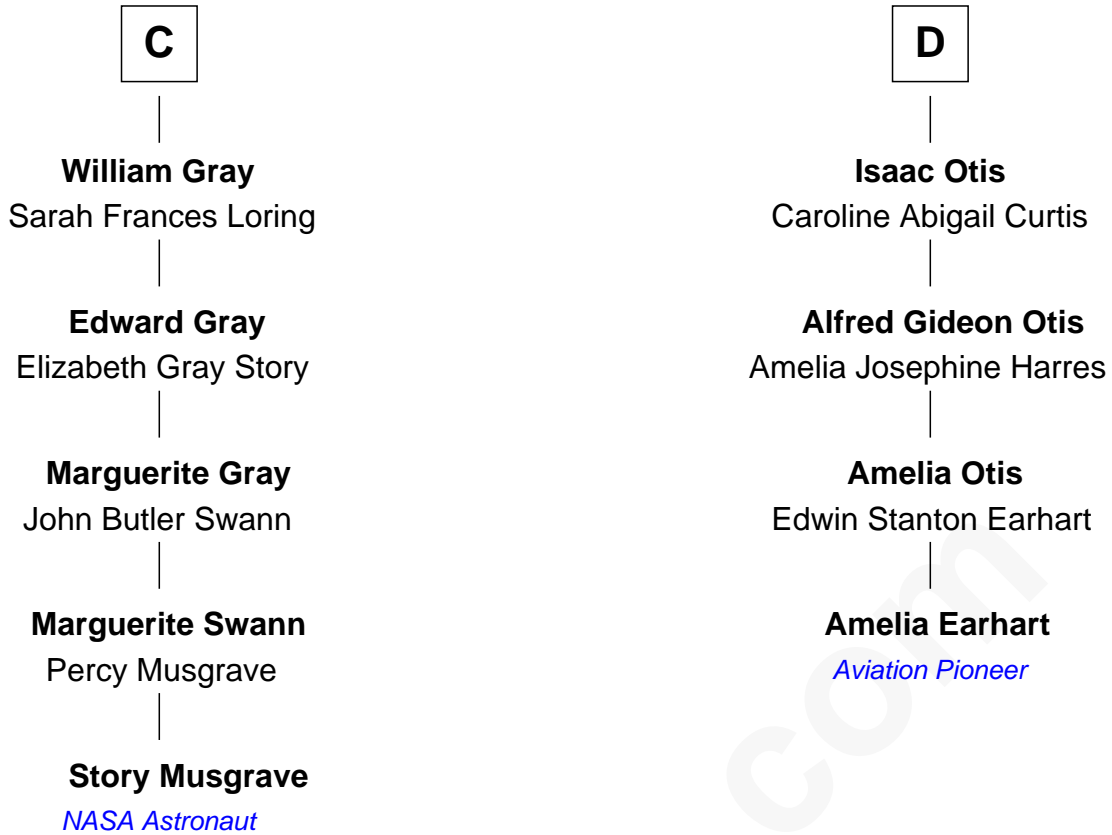 C
William Gray
Sarah Frances Loring
Edward Gray
Elizabeth Gray Story
Marguerite Gray
John Butler Swann
Marguerite Swann
Percy Musgrave
Story Musgrave
NASA Astronaut
D
Isaac Otis
Caroline Abigail Curtis
Alfred Gideon Otis
Amelia Josephine Harres
Amelia Otis
Edwin Stanton Earhart
Amelia Earhart
Aviation Pioneer
com